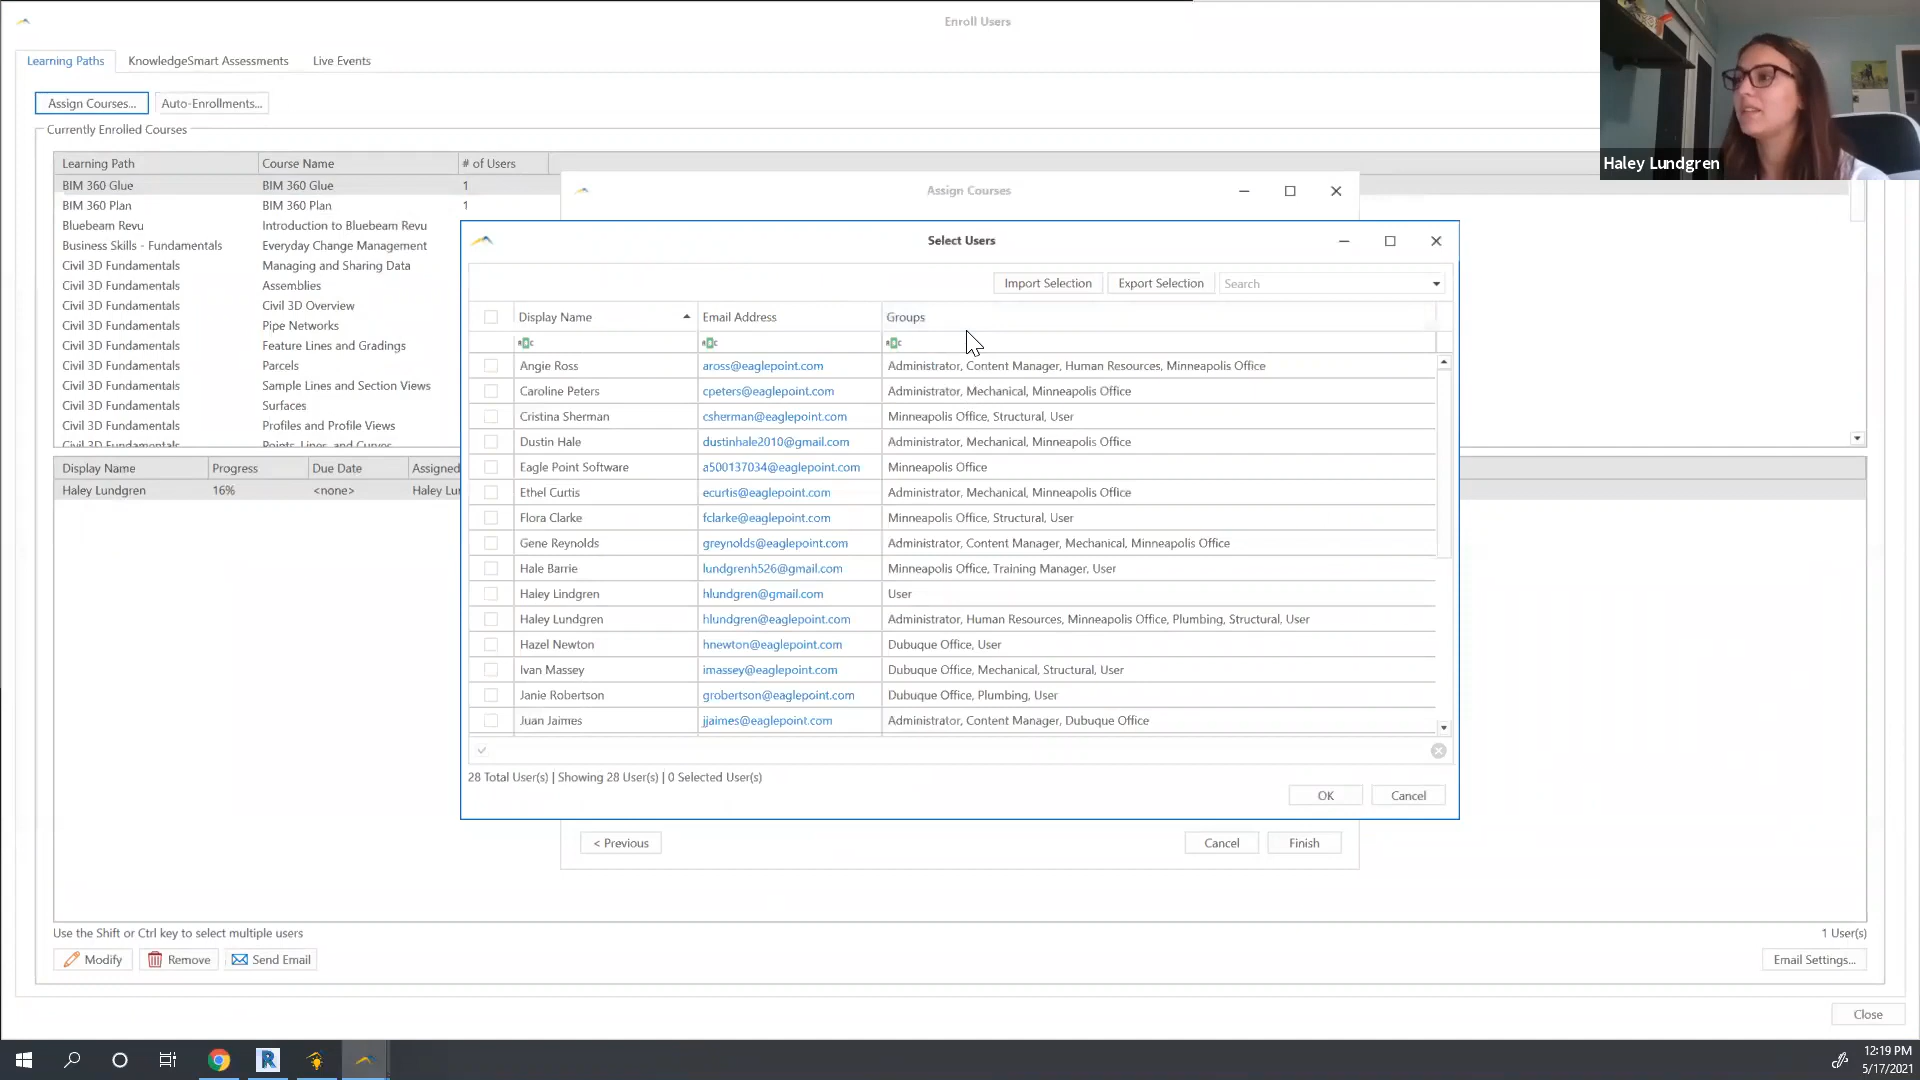 Enroll Users
Learning Paths KnowledgeSmart Assessments Live Events
Assign Courses... Auto-Enrollments...
Currently Enrolled Courses
Learning Path Course Name # of Users
BIM 360 Glue BIM 360 Glue 1
BIM 360 Plan BIM 360 Plan 1
Bluebeam Revu Introduction to Bluebeam Revu
Business Skills - Fundamentals Everyday Change Management
Civil 3D Fundamentals Managing and Sharing Data
Civil 3D Fundamentals Assemblies
Civil 3D Fundamentals Civil 3D Overview
Civil 3D Fundamentals Pipe Networks
Civil 3D Fundamentals Feature Lines and Gradings
Civil 3D Fundamentals Parcels
Civil 3D Fundamentals Sample Lines and Section Views
Civil 3D Fundamentals Surfaces
Civil 3D Fundamentals Profiles and Profile Views
Civil 3D Fundamentals Points, Lines, and Curves
Display Name Progress Due Date Assigned
Haley Lundgren 16% <none> Haley Lur
Haley Lundgren
Assign Courses
Select Users
Import Selection Export Selection Search
Display Name Email Address Groups
Angie Ross aross@eaglepoint.com Administrator, Content Manager, Human Resources, Minneapolis Office
Caroline Peters cpeters@eaglepoint.com Administrator, Mechanical, Minneapolis Office
Cristina Sherman csherman@eaglepoint.com Minneapolis Office, Structural, User
Dustin Hale dustinhale2010@gmail.com Administrator, Mechanical, Minneapolis Office
Eagle Point Software a500137034@eaglepoint.com Minneapolis Office
Ethel Curtis ecurtis@eaglepoint.com Administrator, Mechanical, Minneapolis Office
Flora Clarke fclarke@eaglepoint.com Minneapolis Office, Structural, User
Gene Reynolds greynolds@eaglepoint.com Administrator, Content Manager, Mechanical, Minneapolis Office
Hale Barrie lundgrenh526@gmail.com Minneapolis Office, Training Manager, User
Haley Lindgren hlundgren@gmail.com User
Haley Lundgren hlundgren@eaglepoint.com Administrator, Human Resources, Minneapolis Office, Plumbing, Structural, User
Hazel Newton hnewton@eaglepoint.com Dubuque Office, User
Ivan Massey imassey@eaglepoint.com Dubuque Office, Mechanical, Structural, User
Janie Robertson grobertson@eaglepoint.com Dubuque Office, Plumbing, User
Juan Jaimes jjaimes@eaglepoint.com Administrator, Content Manager, Dubuque Office
28 Total User(s) | Showing 28 User(s) | 0 Selected User(s)
OK Cancel
< Previous Cancel Finish
Use the Shift or Ctrl key to select multiple users 1 User(s)
Modify Remove Send Email Email Settings...
Close
12:19 PM
5/17/2021